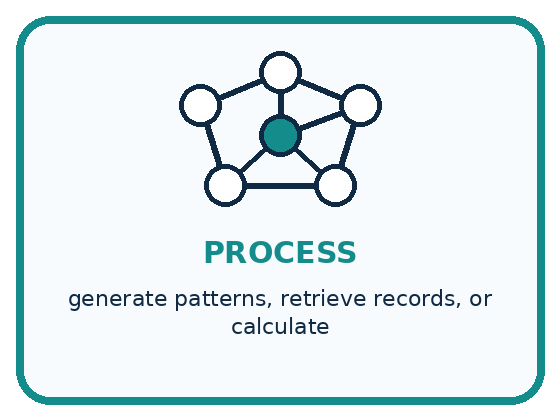 PROCESS
generate patterns, retrieve records, or
calculate